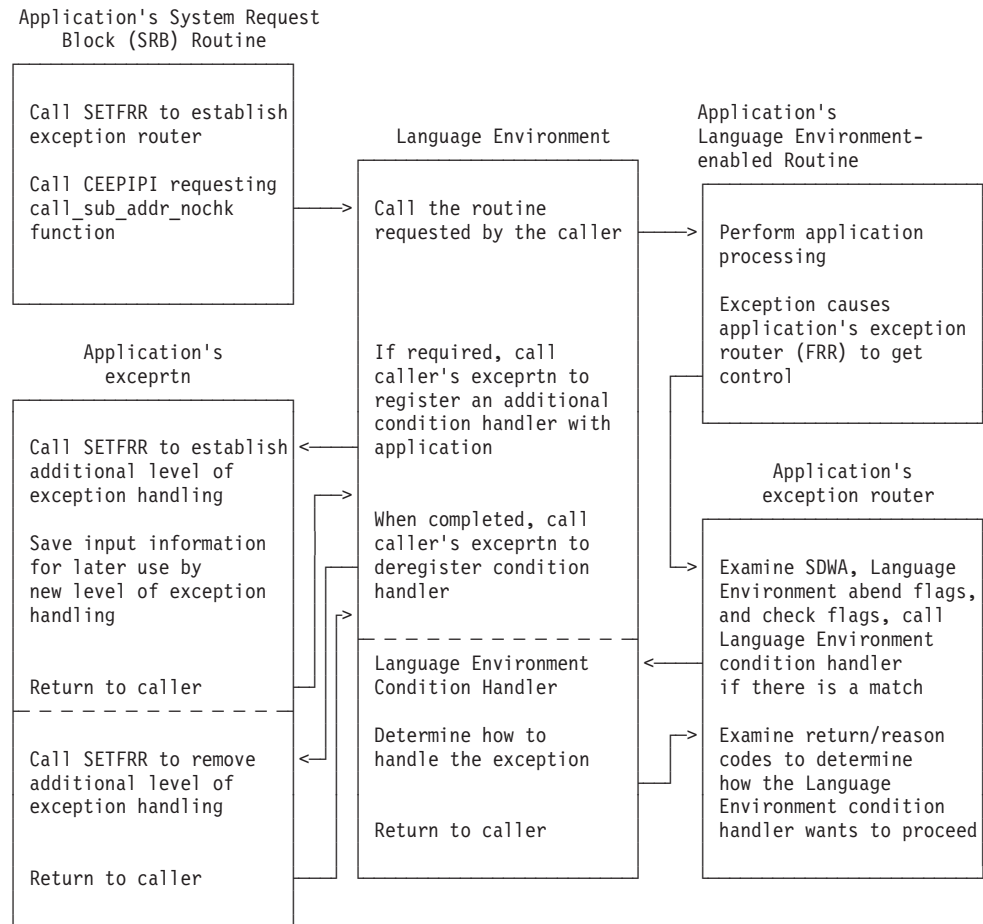 Application's System Request
Block (SRB) Routine
Call SETFRR to establish
exception router
Call CEEPIPI requesting
call_sub_addr_nochk
function
Language Environment
Call the routine
requested by the caller
If required, call
caller's exceprtn to
register an additional
condition handler with
application
When completed, call
caller's exceprtn to
deregister condition
handler
Language Environment
Condition Handler
Determine how to
handle the exception
Return to caller
Application's
Language Environment-
enabled Routine
Perform application
processing
Exception causes
application's exception
router (FRR) to get
control
Application's
exceprtn
Call SETFRR to establish
additional level of
exception handling
Save input information
for later use by
new level of exception
handling
Return to caller
Call SETFRR to remove
additional level of
exception handling
Return to caller
Application's
exception router
Examine SDWA, Language
Environment abend flags,
and check flags, call
Language Environment
condition handler
if there is a match
Examine return/reason
codes to determine
how the Language
Environment condition
handler wants to proceed